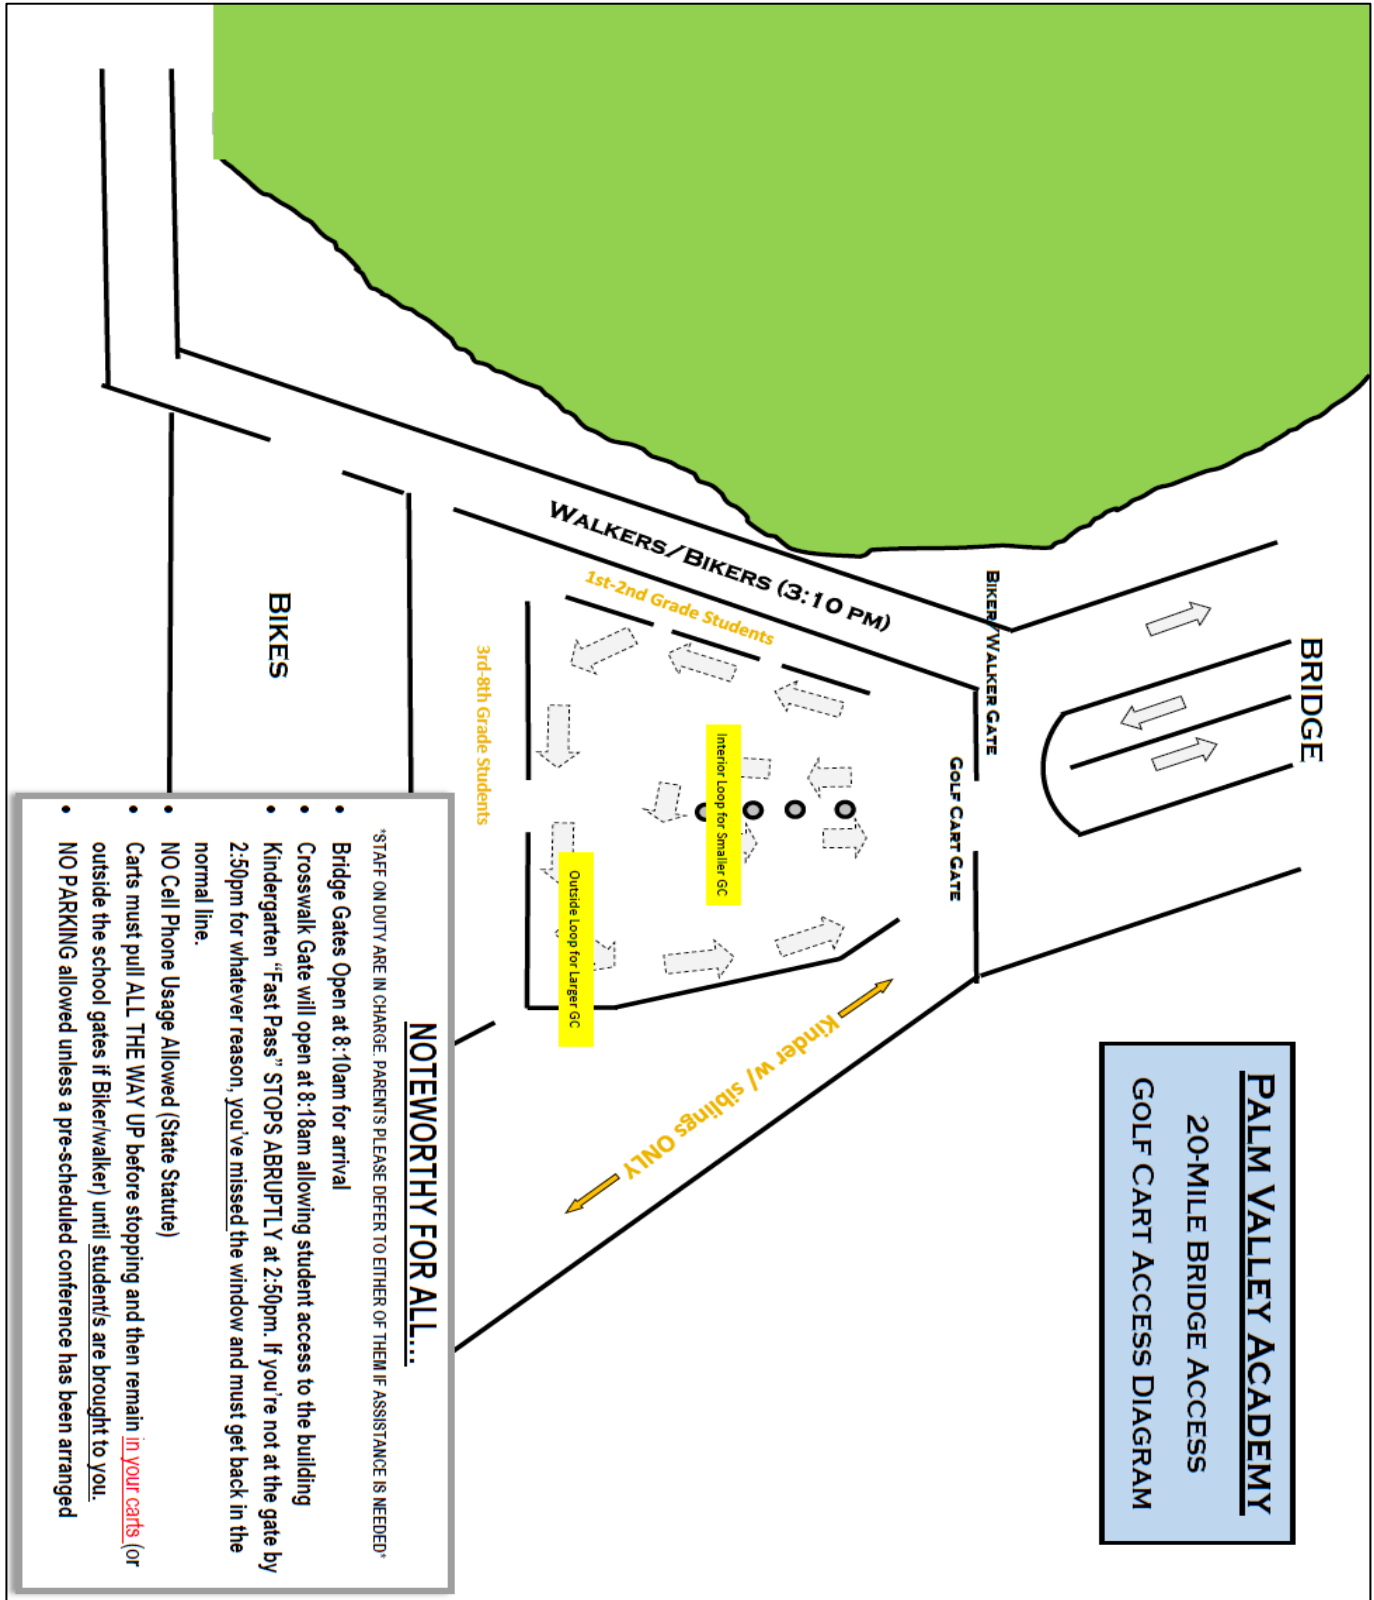 PALM VALLEY ACADEMY
20-MILE BRIDGE ACCESS
GOLF CART ACCESS DIAGRAM
BRIDGE
BIKER/WALKER GATE
GOLF CART GATE
WALKERS/BIKERS (3:10 PM)
1st-2nd Grade Students
Interior Loop for Smaller GC
Outside Loop for Larger GC
Kinder w/ siblings ONLY
3rd-8th Grade Students
BIKES
NOTEWORTHY FOR ALL…
*STAFF ON DUTY ARE IN CHARGE. PARENTS PLEASE DEFER TO EITHER OF THEM IF ASSISTANCE IS NEEDED*
• Bridge Gates Open at 8:10am for arrival
• Crosswalk Gate will open at 8:18am allowing student access to the building
• Kindergarten “Fast Pass” STOPS ABRUPTLY at 2:50pm. If you’re not at the gate by
2:50pm for whatever reason, you’ve missed the window and must get back in the
normal line.
• NO Cell Phone Usage Allowed (State Statute)
• Carts must pull ALL THE WAY UP before stopping and then remain in your carts (or
outside the school gates if Biker/walker) until student/s are brought to you.
• NO PARKING allowed unless a pre-scheduled conference has been arranged